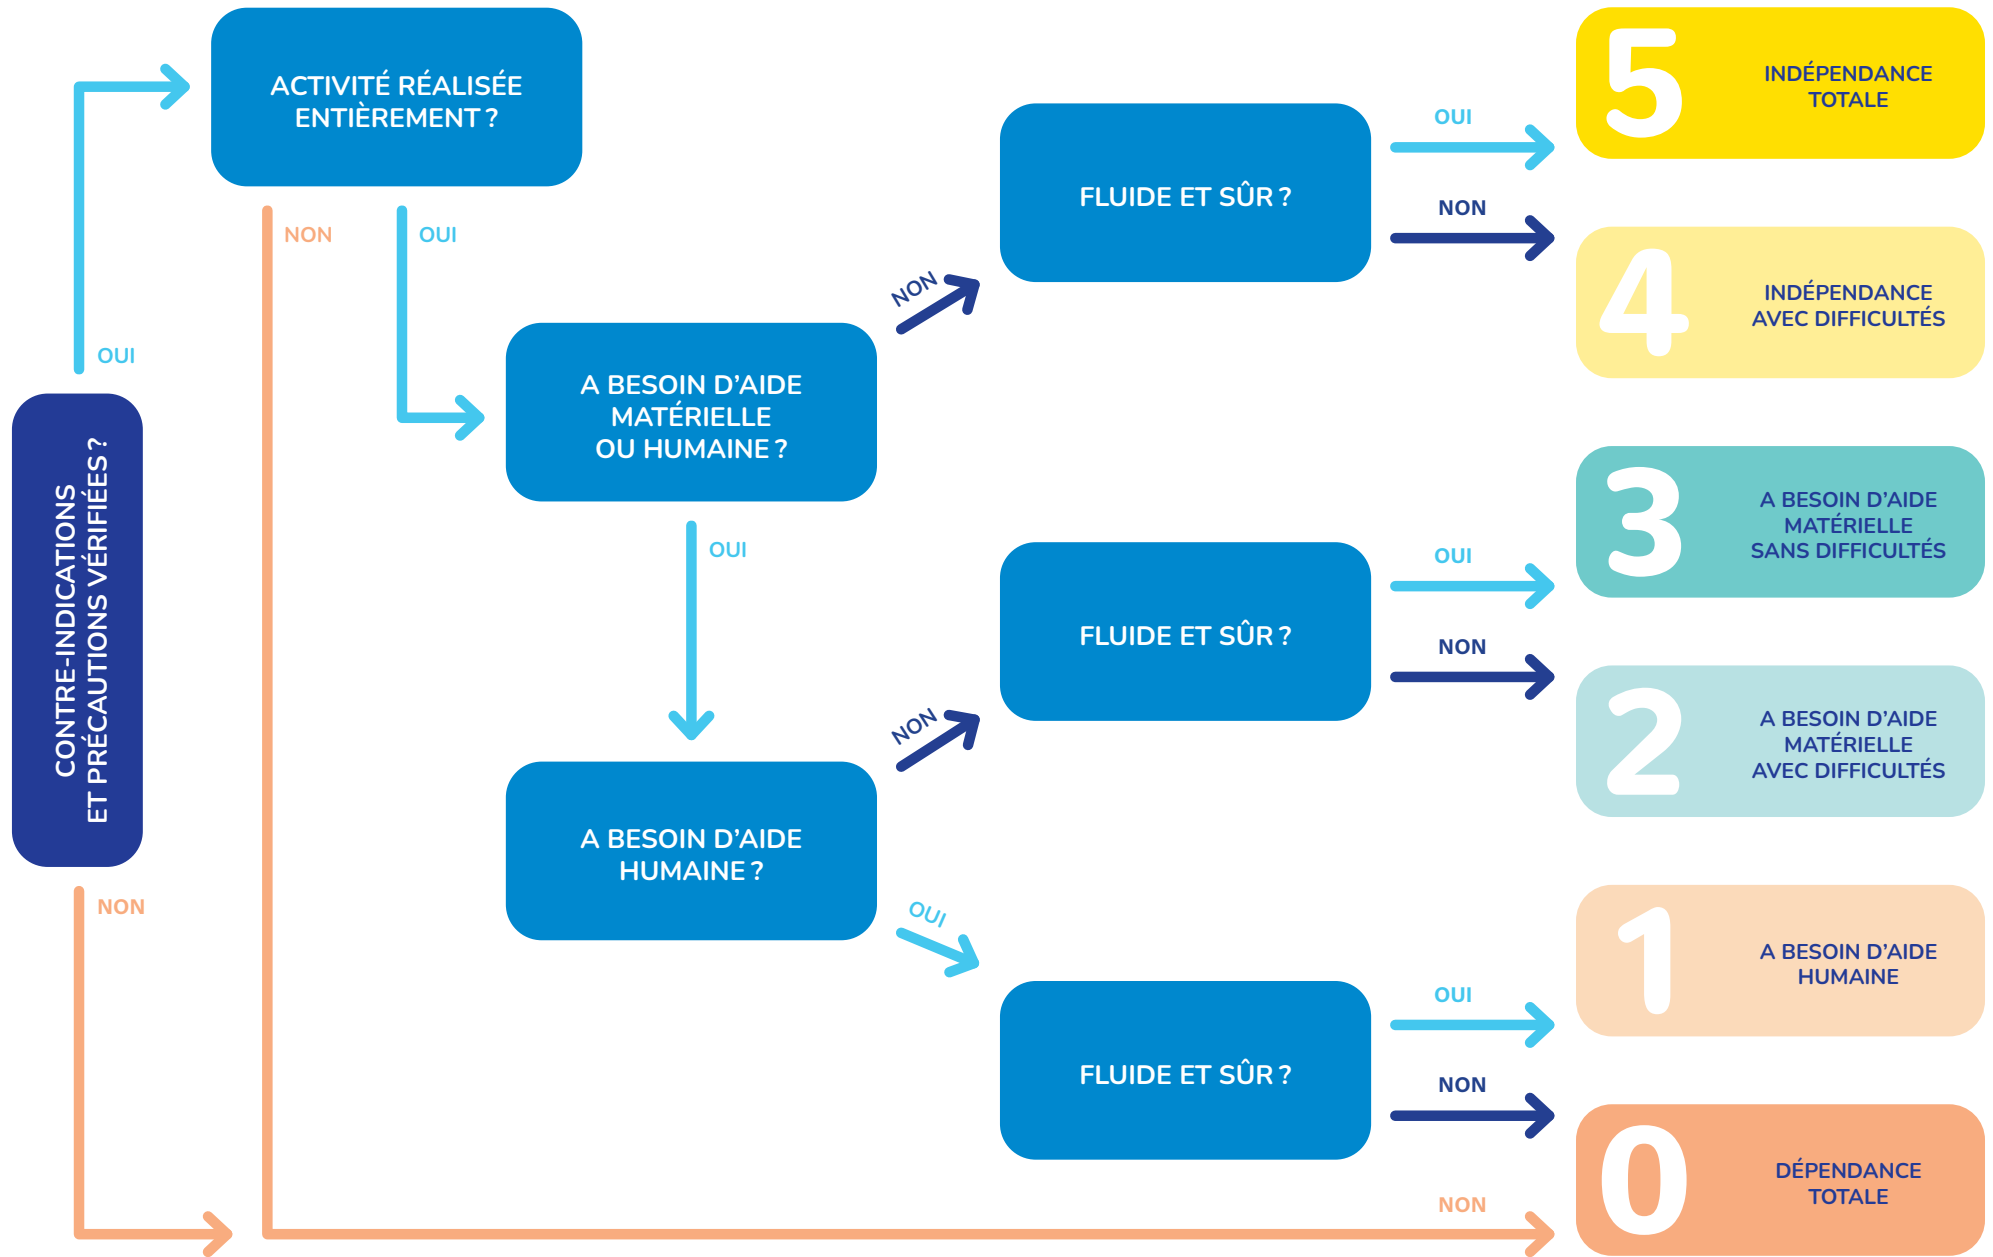 CONTRE-INDICATIONS
ET PRÉCAUTIONS VÉRIFIÉES ?
OUI
NON
ACTIVITÉ RÉALISÉE
ENTIÈREMENT ?
NON
OUI
A BESOIN D’AIDE
MATÉRIELLE
OU HUMAINE ?
NON
OUI
A BESOIN D’AIDE
HUMAINE ?
NON
OUI
FLUIDE ET SÛR ?
OUI
NON
FLUIDE ET SÛR ?
OUI
NON
FLUIDE ET SÛR ?
OUI
NON
NON
5
INDÉPENDANCE
TOTALE
4
INDÉPENDANCE
AVEC DIFFICULTÉS
3
A BESOIN D’AIDE
MATÉRIELLE
SANS DIFFICULTÉS
2
A BESOIN D’AIDE
MATÉRIELLE
AVEC DIFFICULTÉS
1
A BESOIN D’AIDE
HUMAINE
0
DÉPENDANCE
TOTALE